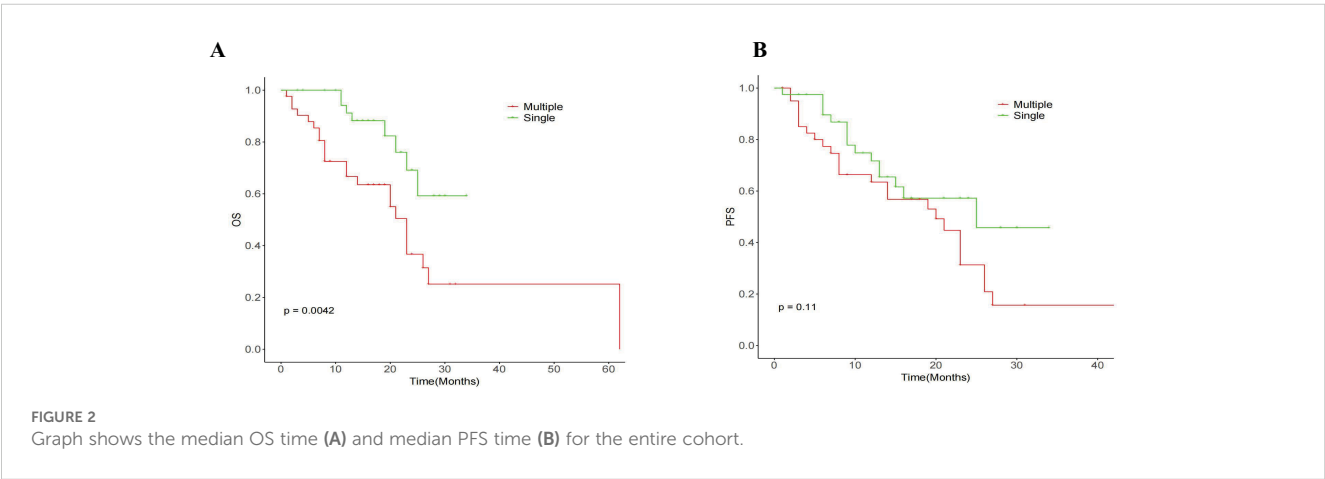 A
OS
1.0
0.8
0.6
0.4
0.2
0.0
Multiple
Single
p = 0.0042
0 10 20 30 40 50 60
Time(Months)
B
PFS
1.0
0.8
0.6
0.4
0.2
0.0
Multiple
Single
p = 0.11
0 10 20 30 40
Time(Months)
FIGURE 2
Graph shows the median OS time (A) and median PFS time (B) for the entire cohort.